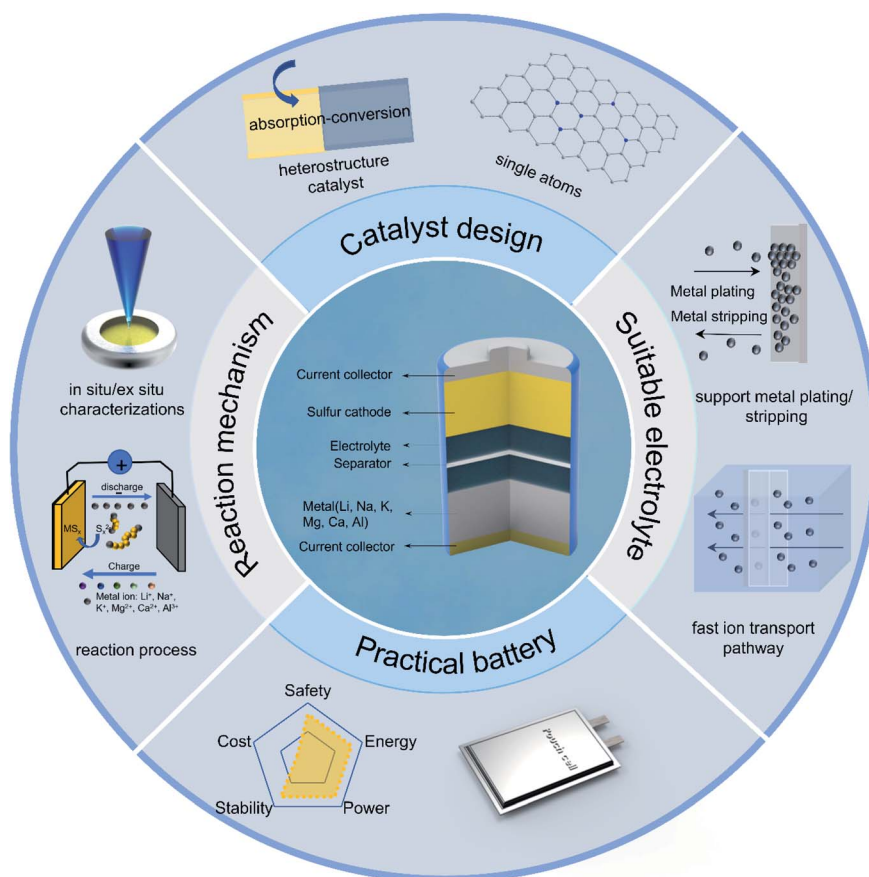 absorption-conversion
heterostructure
catalyst
single atoms
Catalyst design
Metal plating
Metal stripping
support metal plating/
stripping
Suitable electrolyte
fast ion transport
pathway
in situ/ex situ
characterizations
Reaction mechanism
+
discharge
MSₓ
Sₓ²⁻
Charge
Metal ion: Li⁺, Na⁺,
K⁺, Mg²⁺, Ca²⁺, Al³⁺
reaction process
Current collector
Sulfur cathode
Electrolyte
Separator
Metal(Li, Na, K,
Mg, Ca, Al)
Current collector
Practical battery
Safety
Cost
Energy
Stability
Power
Pouch cell